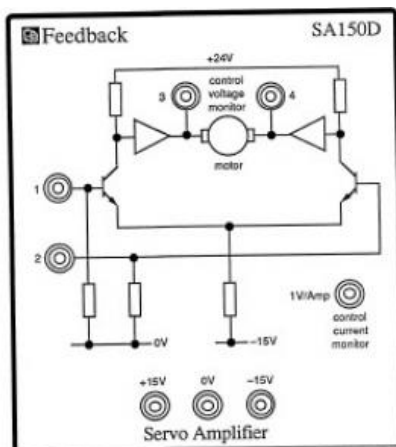 Feedback
SA150D
+24V
3
control
voltage
monitor
4
motor
1
2
1V/Amp
control
current
monitor
0V
-15V
+15V
0V
-15V
Servo Amplifier